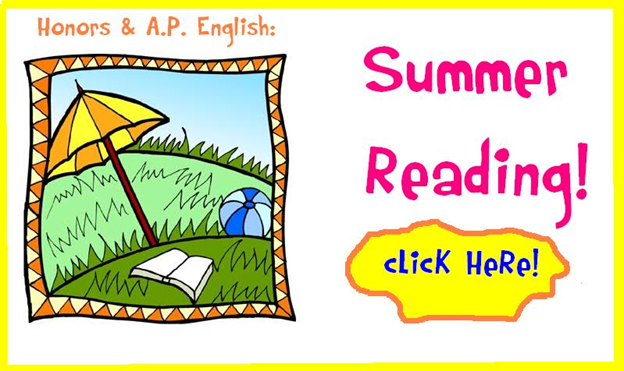 Honors & A.P. English:
Summer
Reading!
cLicK HeRe!